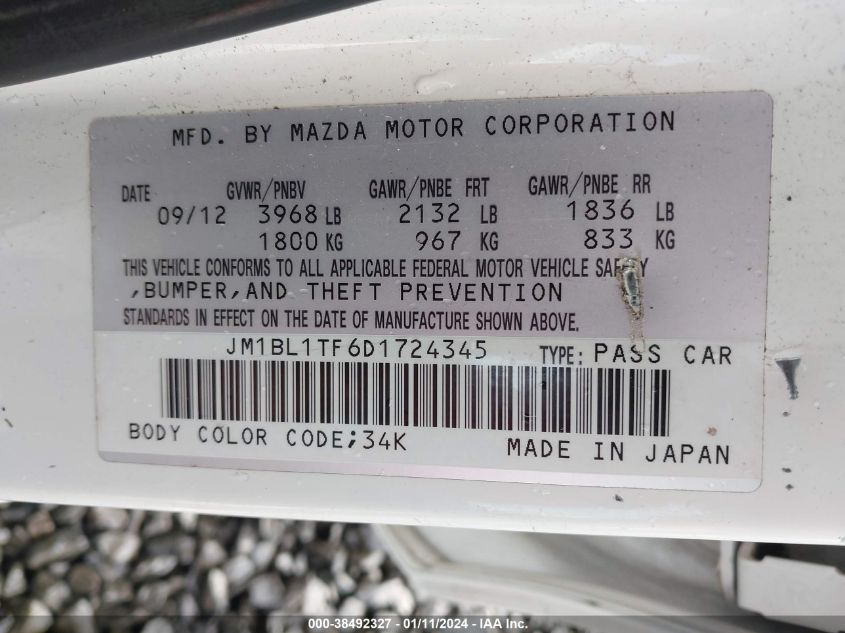 MFD. BY MAZDA MOTOR CORPORATION
DATE GVWR/PNBV GAWR/PNBE FRT GAWR/PNBE RR
09/12 3968 LB 2132 LB 1836 LB
1800 KG 967 KG 833 KG
THIS VEHICLE CONFORMS TO ALL APPLICABLE FEDERAL MOTOR VEHICLE SAFETY
,BUMPER,AND THEFT PREVENTION
STANDARDS IN EFFECT ON THE DATE OF MANUFACTURE SHOWN ABOVE.
JM1BL1TF6D1724345 TYPE: PASS CAR
BODY COLOR CODE;34K MADE IN JAPAN
000-38492327 - 01/11/2024 - IAA Inc.